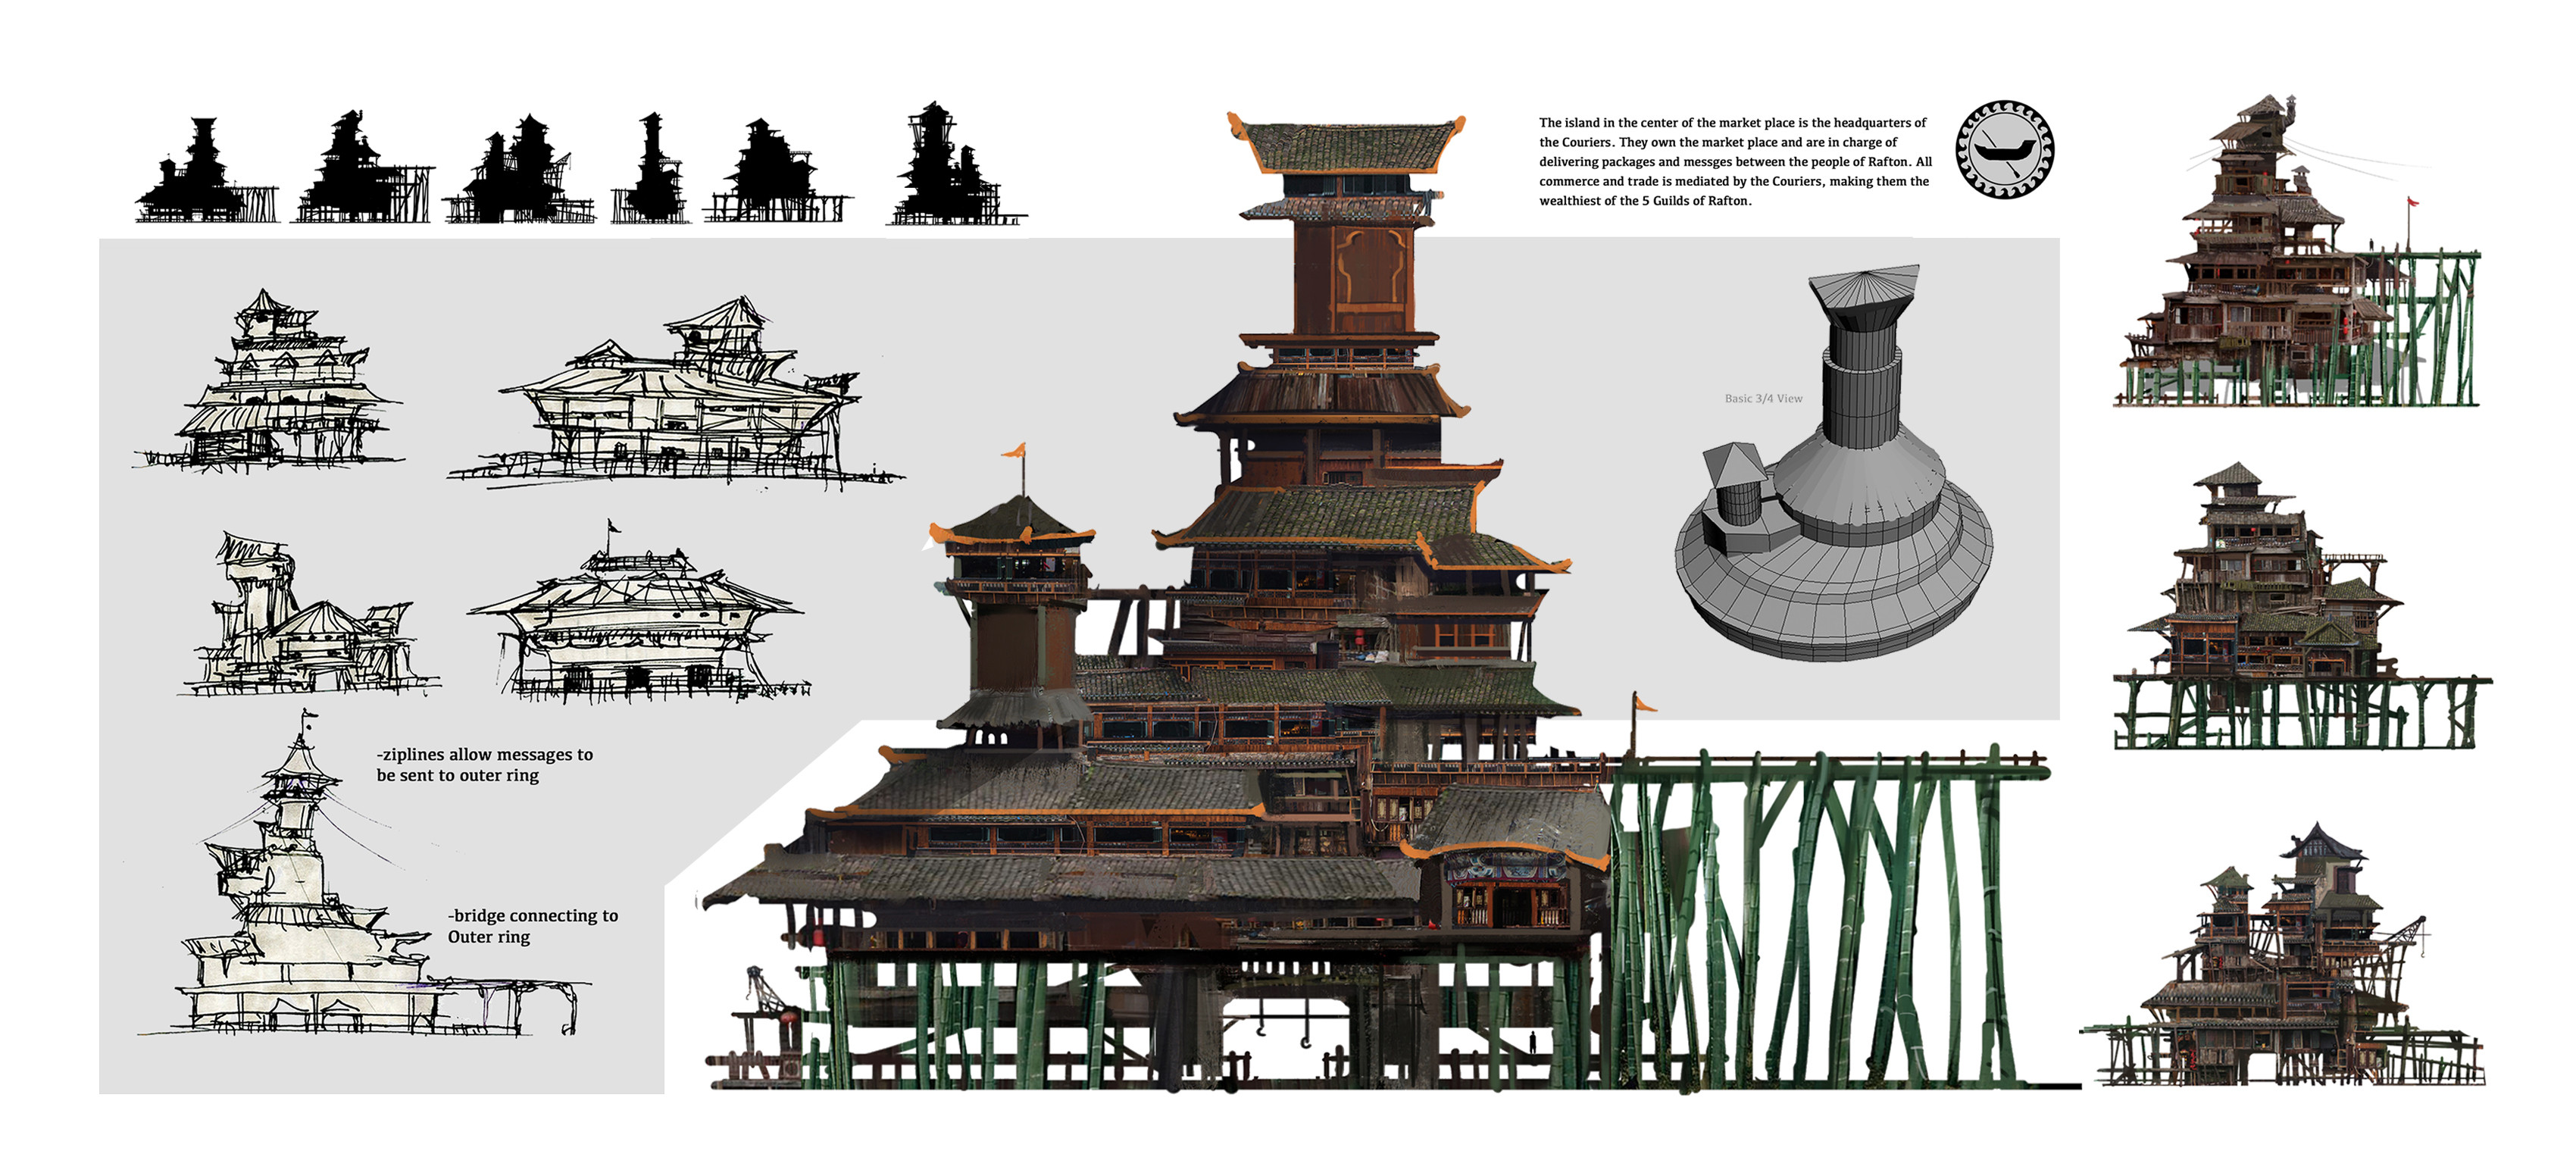 The island in the center of the market place is the headquarters of
the Couriers. They own the market place and are in charge of
delivering packages and messges between the people of Rafton. All
commerce and trade is mediated by the Couriers, making them the
wealthiest of the 5 Guilds of Rafton.
Basic 3/4 View
-ziplines allow messages to
be sent to outer ring
-bridge connecting to
Outer ring